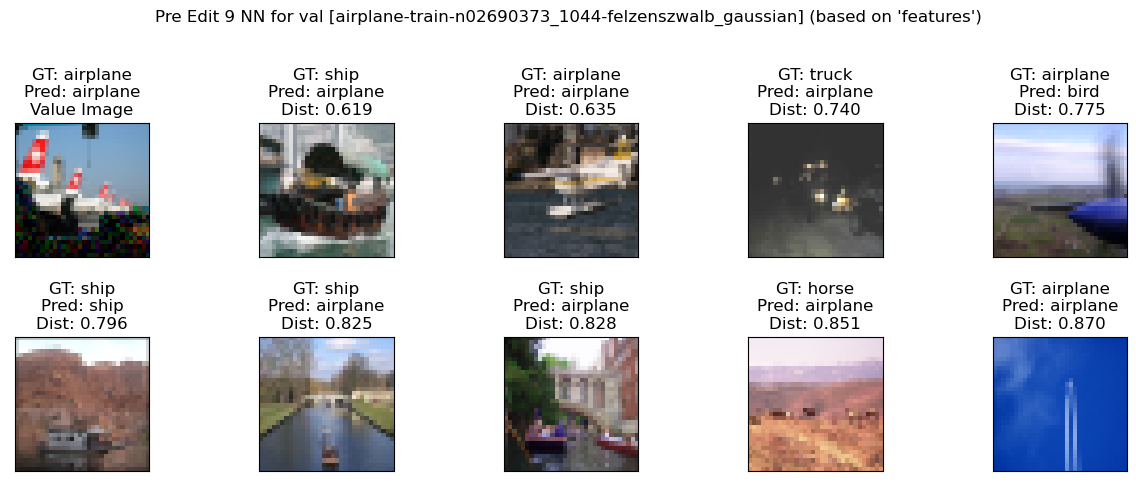 Pre Edit 9 NN for val [airplane-train-n02690373_1044-felzenszwalb_gaussian] (based on 'features')
GT: airplane
Pred: airplane
Value Image
GT: ship
Pred: airplane
Dist: 0.619
GT: airplane
Pred: airplane
Dist: 0.635
GT: truck
Pred: airplane
Dist: 0.740
GT: airplane
Pred: bird
Dist: 0.775
GT: ship
Pred: ship
Dist: 0.796
GT: ship
Pred: airplane
Dist: 0.825
GT: ship
Pred: airplane
Dist: 0.828
GT: horse
Pred: airplane
Dist: 0.851
GT: airplane
Pred: airplane
Dist: 0.870